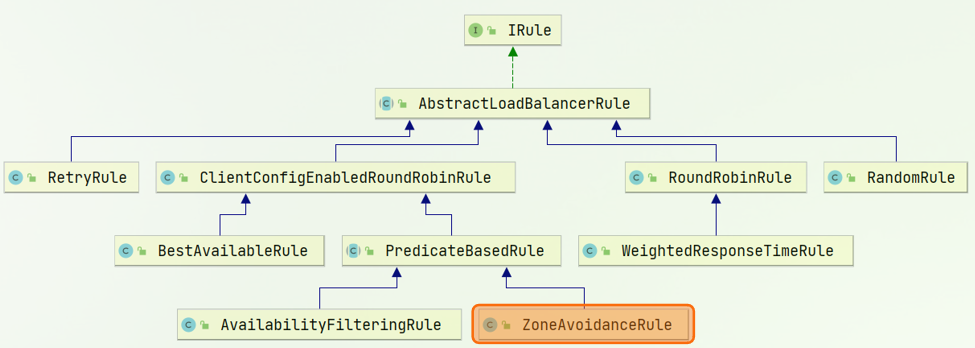 IRule
AbstractLoadBalancerRule
RetryRule
ClientConfigEnabledRoundRobinRule
RoundRobinRule
RandomRule
BestAvailableRule
PredicateBasedRule
WeightedResponseTimeRule
AvailabilityFilteringRule
ZoneAvoidanceRule